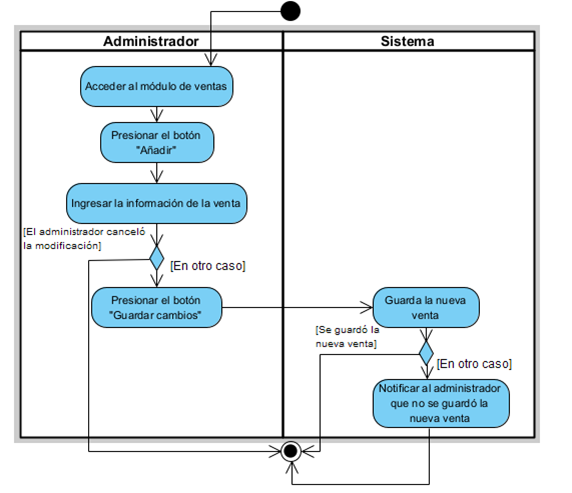 Administrador
Sistema
Acceder al módulo de ventas
Presionar el botón
"Añadir"
Ingresar la información de la venta
[El administrador canceló
la modificación]
[En otro caso]
Presionar el botón
"Guardar cambios"
Guarda la nueva
venta
[Se guardó la
nueva venta]
[En otro caso]
Notificar al administrador
que no se guardó la
nueva venta